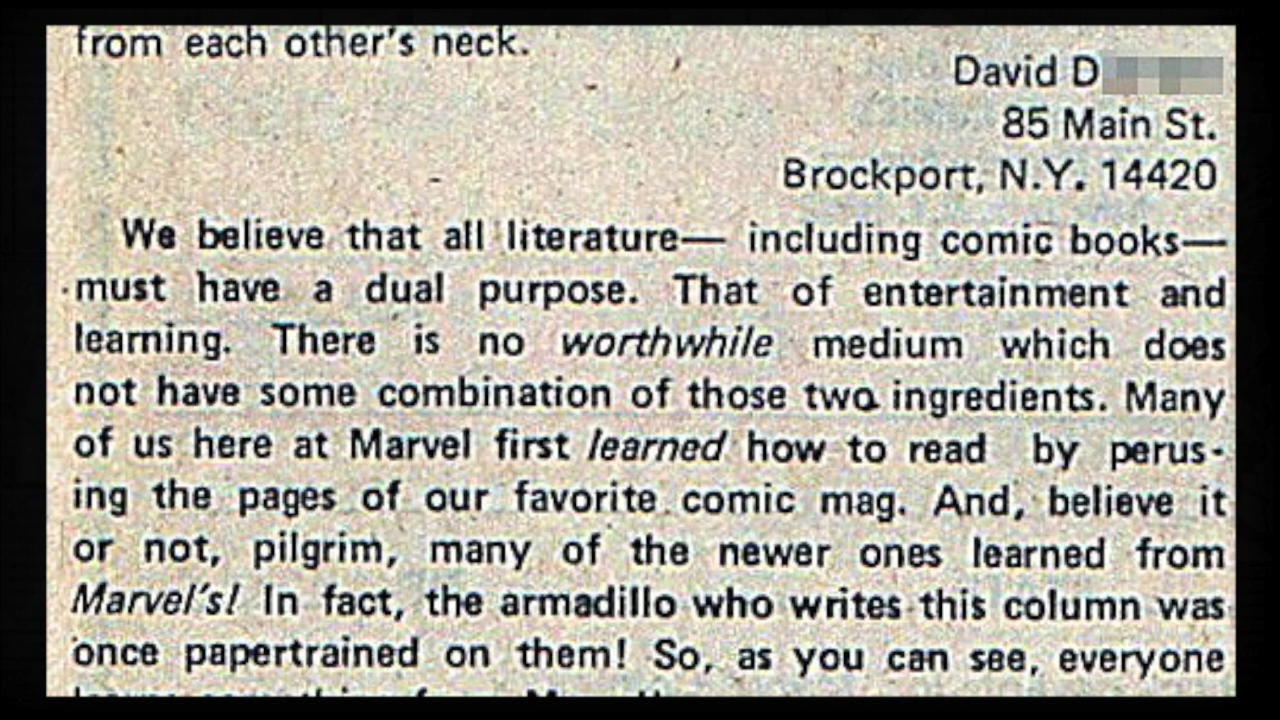 from each other's neck.
David D
85 Main St.
Brockport, N.Y. 14420
We believe that all literature— including comic books—
must have a dual purpose. That of entertainment and
learning. There is no worthwhile medium which does
not have some combination of those two ingredients. Many
of us here at Marvel first learned how to read by perus-
ing the pages of our favorite comic mag. And, believe it
or not, pilgrim, many of the newer ones learned from
Marvel's! In fact, the armadillo who writes this column was
once papertrained on them! So, as you can see, everyone